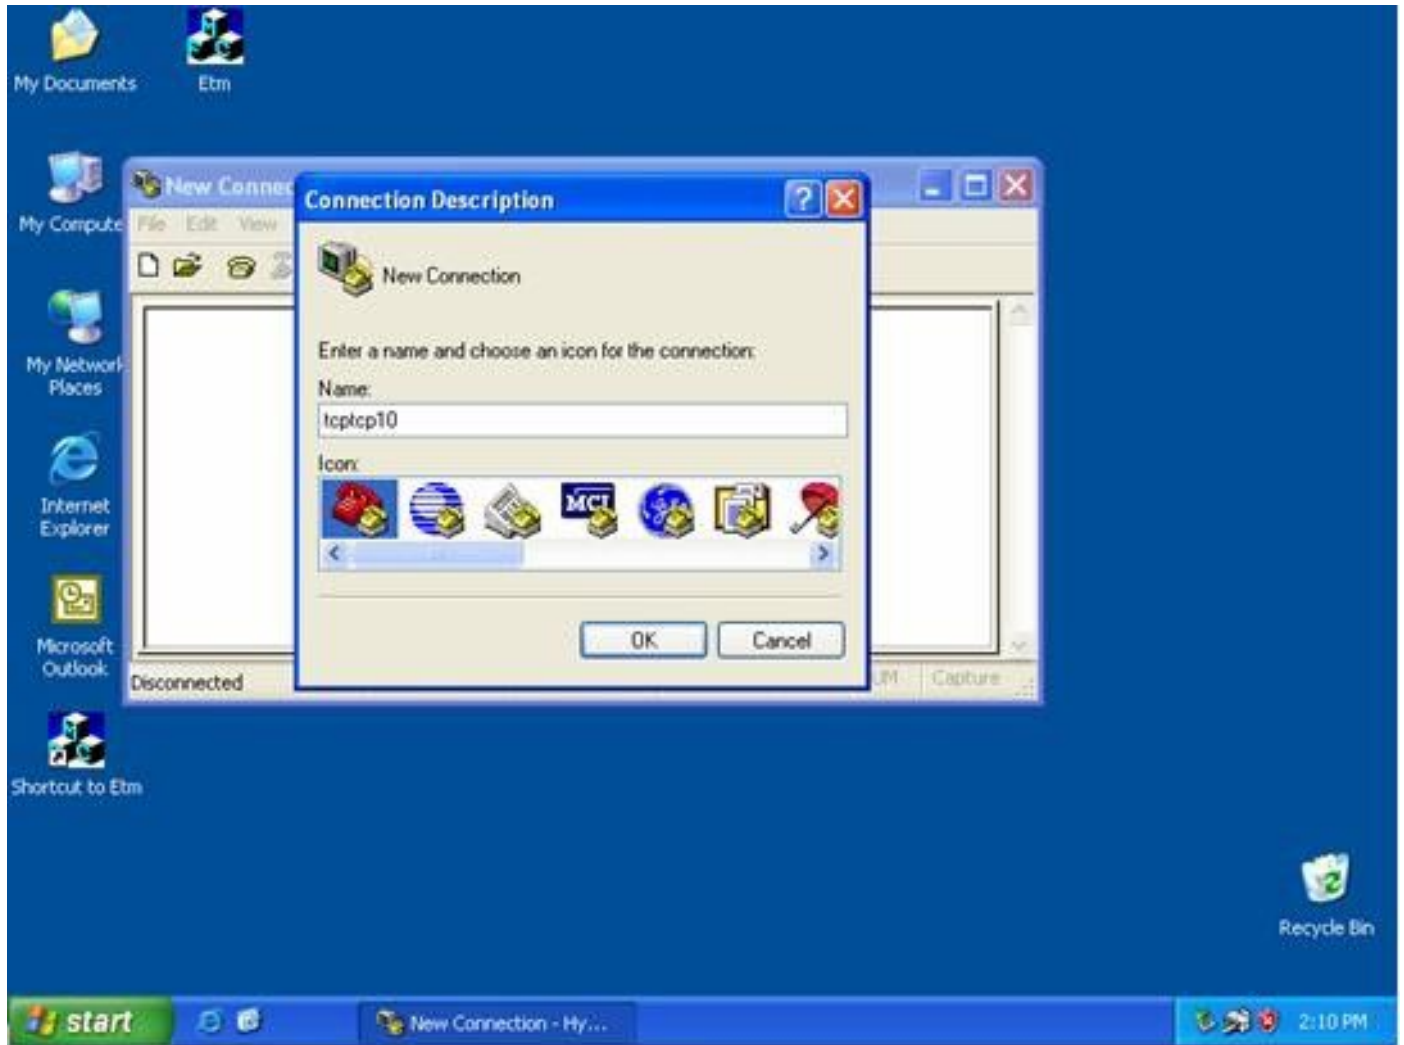 My Documents
Etm
My Compute
My Network
Places
Internet
Explorer
Microsoft
Outlook
Shortcut to Etm
New Connec
File Edit View
Connection Description
New Connection
Enter a name and choose an icon for the connection:
Name:
tcptcp10
Icon:
MCI
OK
Cancel
Disconnected
UM
Capture
Recycle Bin
start
New Connection - Hy...
2:10 PM